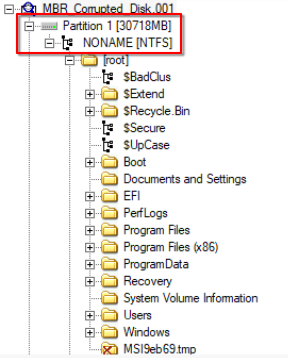 MBR_Corrupted_Disk.001
Partition 1 [30718MB]
NONAME [NTFS]
[root]
$BadClus
$Extend
$Recycle.Bin
$Secure
$UpCase
Boot
Documents and Settings
EFI
PerfLogs
Program Files
Program Files (x86)
ProgramData
Recovery
System Volume Information
Users
Windows
MSI9eb69.tmp